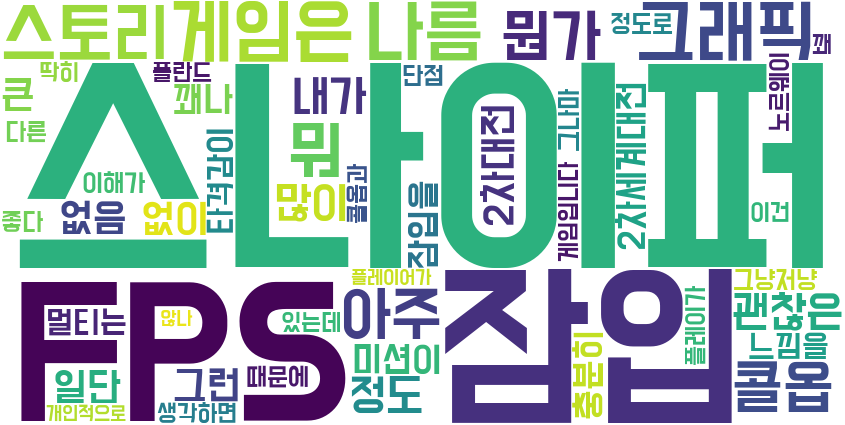 스토리 게임은 나름 뭔가 정도로 그래픽 꽤
딱히 플란드 단점 노르웨이
큰 꽤나 내가
다른 스나이퍼
뭐 타격감이 2차대전 그나마 2차세계대전
이해가 콜옵과 잠입을 게임입니다
좋다 없음 없이 많이 이건
플레이어가 그냥저냥
FPS 잠입
멀티는 않나 있는데 아주 플레이가 괜찮은
미션이 충분히 느낌을
일단 그런 때문에 정도 콜옵
개인적으로 생각하면